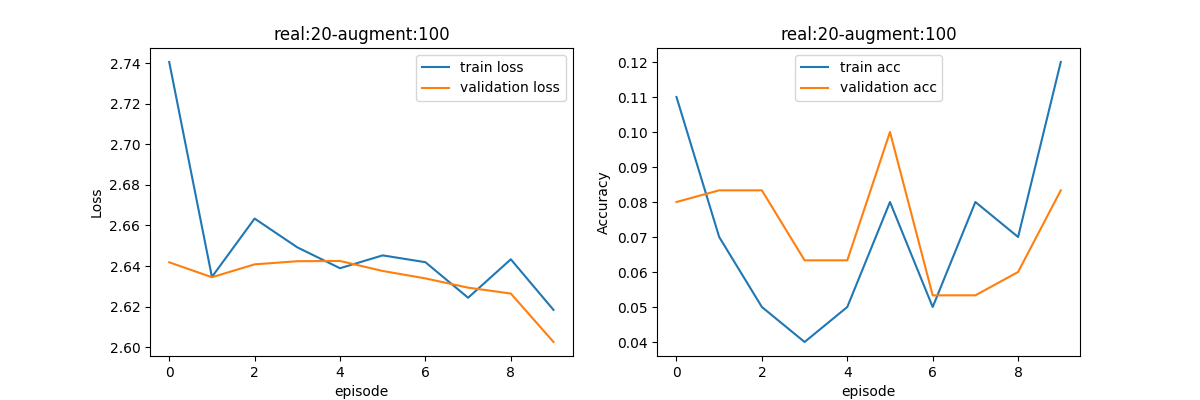 real:20-augment:100
train loss
validation loss
Loss
2.74
2.72
2.70
2.68
2.66
2.64
2.62
2.60
0 2 4 6 8
episode
real:20-augment:100
train acc
validation acc
Accuracy
0.12
0.11
0.10
0.09
0.08
0.07
0.06
0.05
0.04
0 2 4 6 8
episode